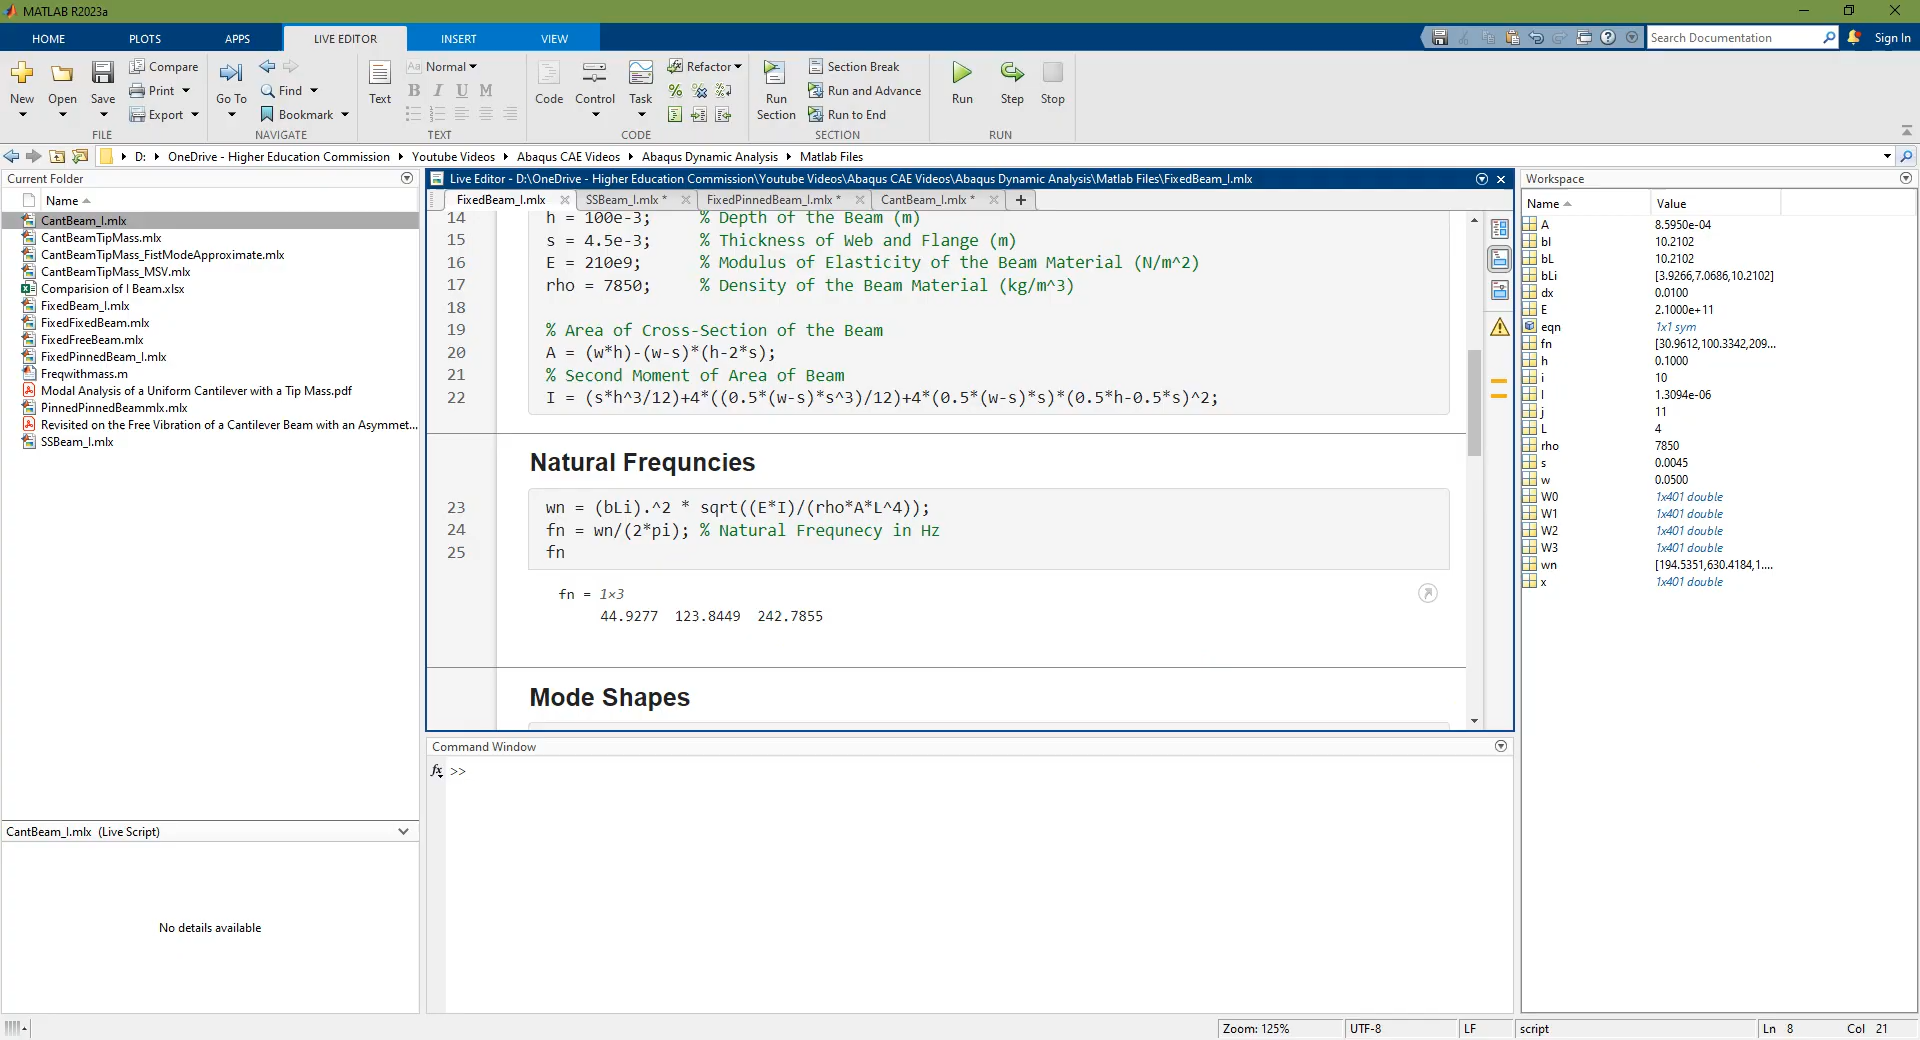 MATLAB R2023a
HOME PLOTS APPS LIVE EDITOR INSERT VIEW
Search Documentation Sign In
New Open Save Compare Print Export
FILE
Go To Find Bookmark
NAVIGATE
Text Aa Normal B I U M
TEXT
Code Control Task Refactor
CODE
Run Section Section Break Run and Advance Run to End
SECTION
Run Step Stop
RUN
D: OneDrive - Higher Education Commission Youtube Videos Abaqus CAE Videos Abaqus Dynamic Analysis Matlab Files
Current Folder
Name
CantBeam_I.mlx
CantBeamTipMass.mlx
CantBeamTipMass_FistModeApproximate.mlx
CantBeamTipMass_MSV.mlx
Comparision of I Beam.xlsx
FixedBeam_I.mlx
FixedFixedBeam.mlx
FixedFreeBeam.mlx
FixedPinnedBeam_I.mlx
Freqwithmass.m
Modal Analysis of a Uniform Cantilever with a Tip Mass.pdf
PinnedPinnedBeammlx.mlx
Revisited on the Free Vibration of a Cantilever Beam with an Asymmet...
SSBeam_I.mlx
CantBeam_I.mlx (Live Script)
No details available
Live Editor - D:\OneDrive - Higher Education Commission\Youtube Videos\Abaqus CAE Videos\Abaqus Dynamic Analysis\Matlab Files\FixedBeam_I.mlx
FixedBeam_I.mlx SSBeam_I.mlx * FixedPinnedBeam_I.mlx * CantBeam_I.mlx * +
14 h = 100e-3; % Depth of the Beam (m)
15 s = 4.5e-3; % Thickness of Web and Flange (m)
16 E = 210e9; % Modulus of Elasticity of the Beam Material (N/m^2)
17 rho = 7850; % Density of the Beam Material (kg/m^3)
18
19 % Area of Cross-Section of the Beam
20 A = (w*h)-(w-s)*(h-2*s);
21 % Second Moment of Area of Beam
22 I = (s*h^3/12)+4*((0.5*(w-s)*s^3)/12)+4*(0.5*(w-s)*s)*(0.5*h-0.5*s)^2;
Natural Frequncies
23 wn = (bLi).^2 * sqrt((E*I)/(rho*A*L^4));
24 fn = wn/(2*pi); % Natural Frequnecy in Hz
25 fn
fn = 1×3
44.9277 123.8449 242.7855
Mode Shapes
Command Window
fx >>
Workspace
Name Value
A 8.5950e-04
bl 10.2102
bL 10.2102
bLi [3.9266,7.0686,10.2102]
dx 0.0100
E 2.1000e+11
eqn 1x1 sym
fn [30.9612,100.3342,209...
h 0.1000
i 10
I 1.3094e-06
j 11
L 4
rho 7850
s 0.0045
w 0.0500
W0 1x401 double
W1 1x401 double
W2 1x401 double
W3 1x401 double
wn [194.5351,630.4184,1....
x 1x401 double
Zoom: 125% UTF-8 LF script Ln 8 Col 21